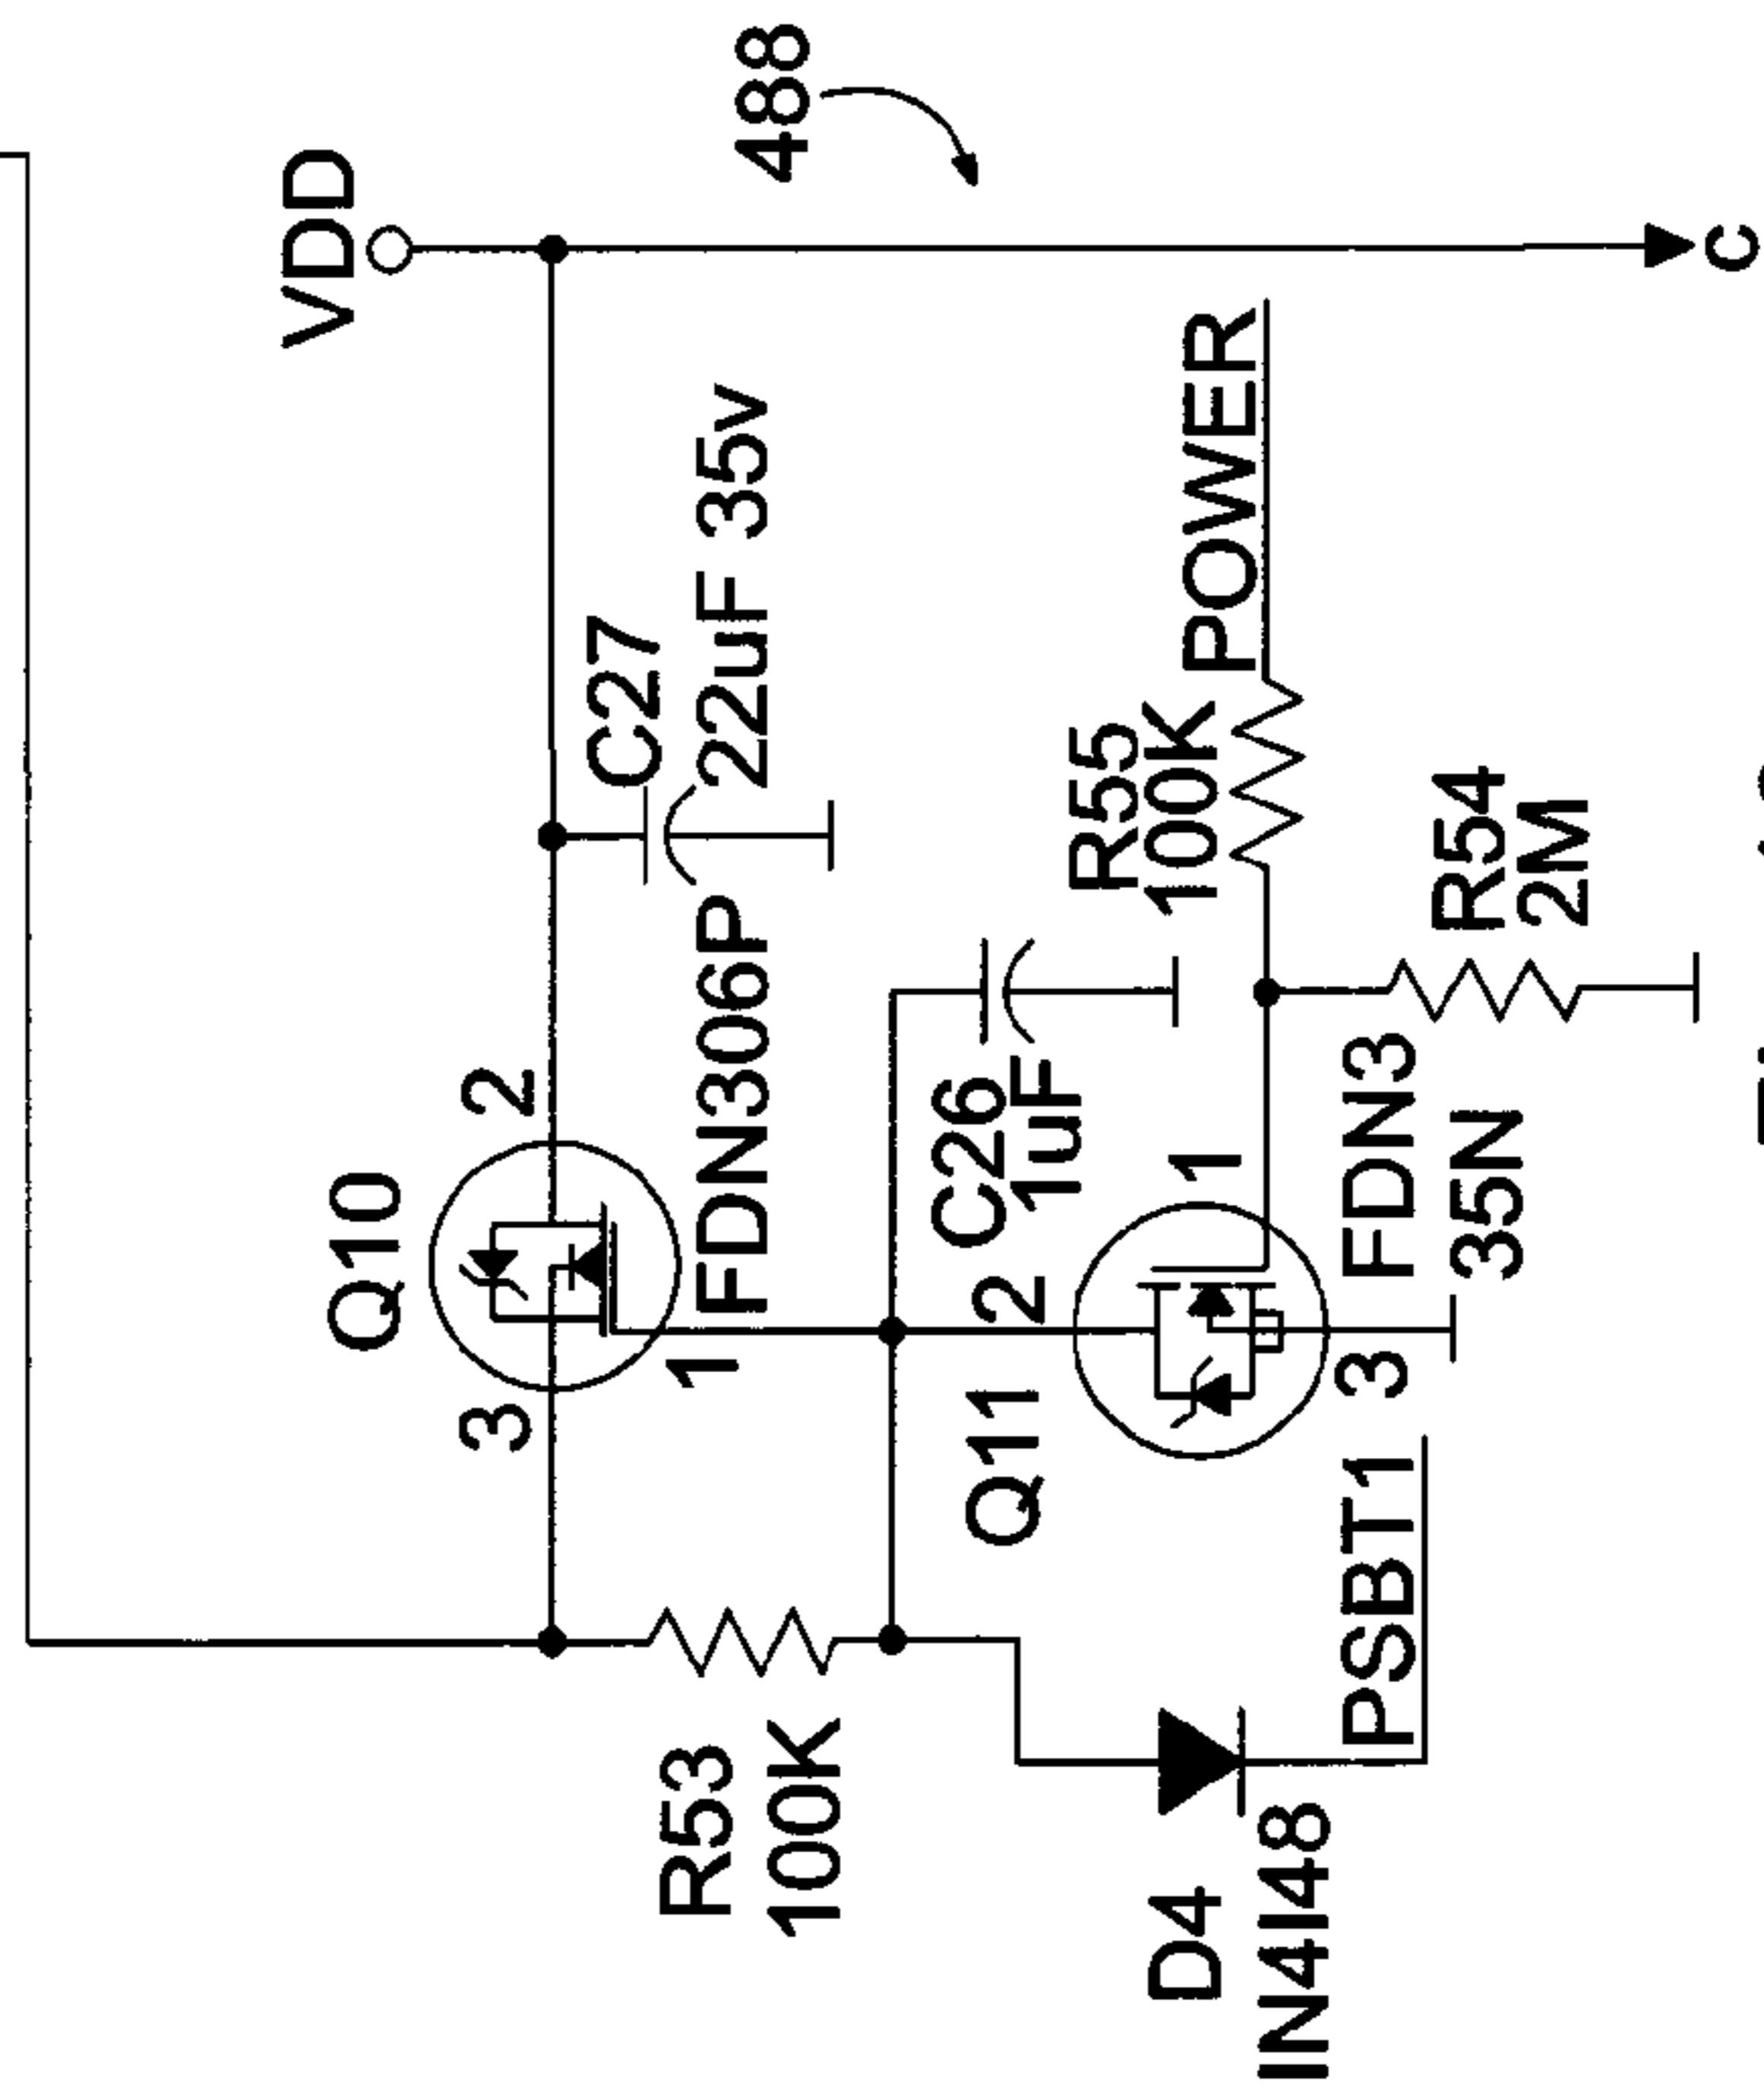 VDD
488
Q10
3
2
1
FDN306P
C27
22uF 35v
R53
100K
C26
1uF
R55
100K
POWER
Q11
2
1
3
FDN3
35N
R54
2M
D4
IN4I48
PSBT1
C